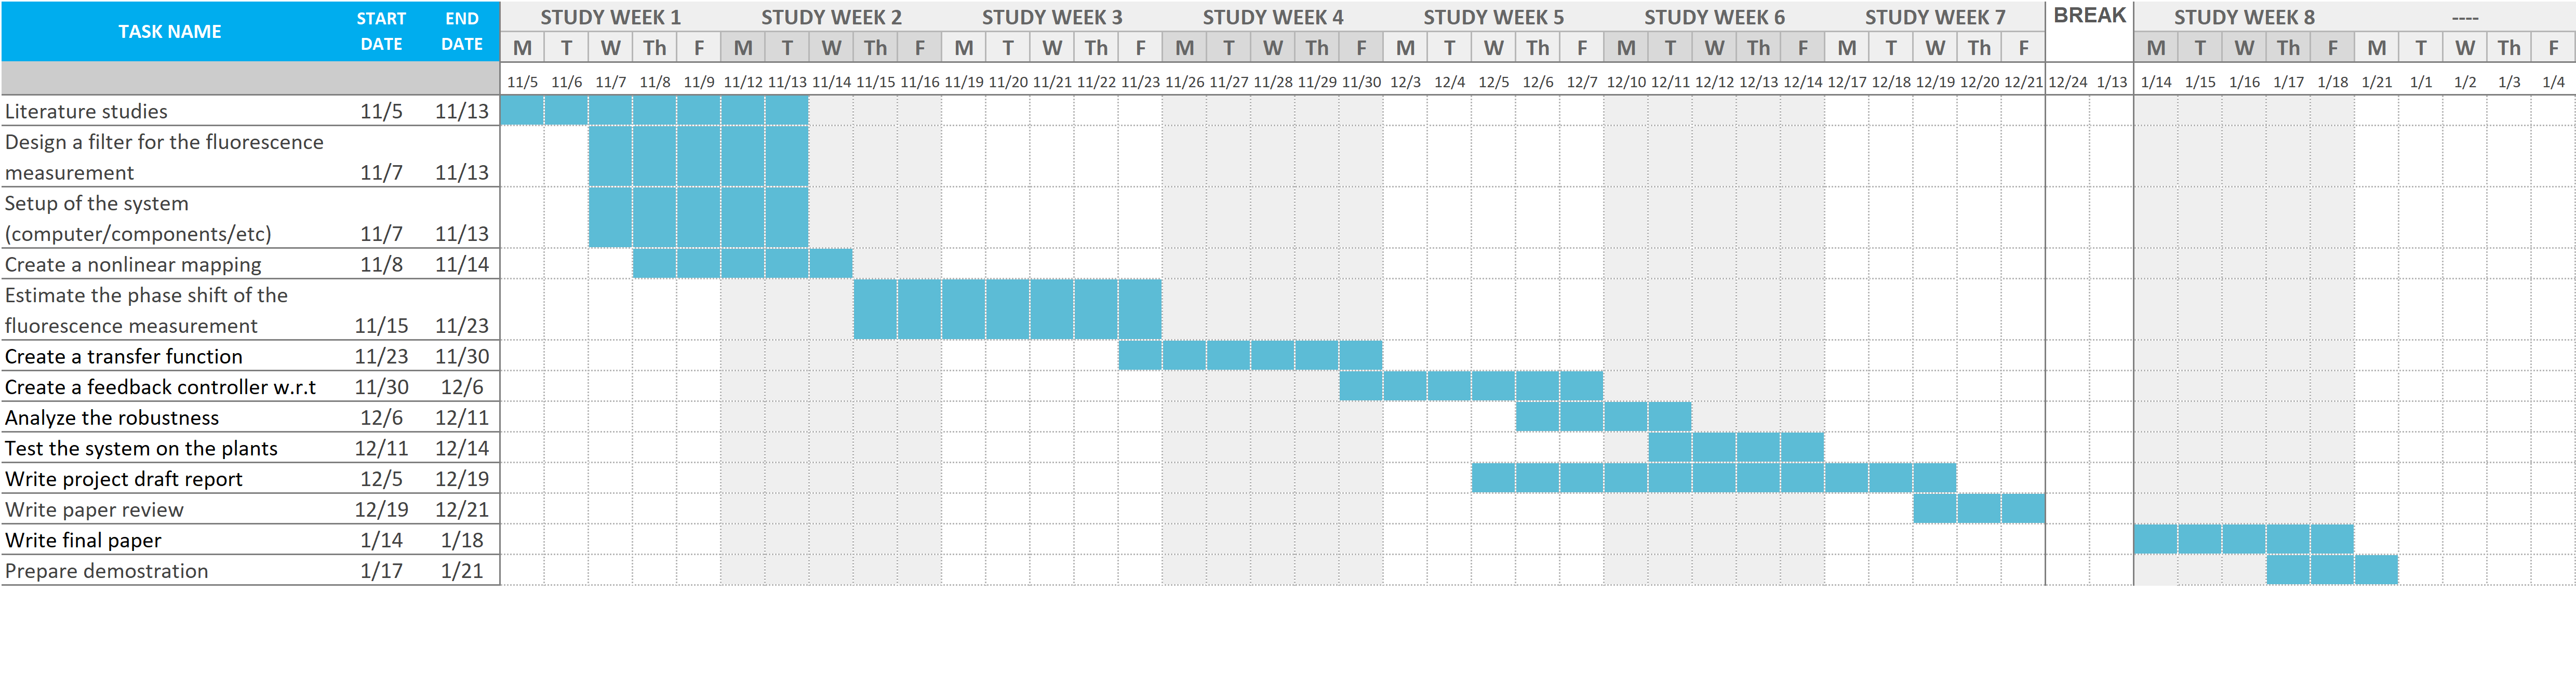 TASK NAME START DATE END DATE STUDY WEEK 1 STUDY WEEK 2 STUDY WEEK 3 STUDY WEEK 4 STUDY WEEK 5 STUDY WEEK 6 STUDY WEEK 7 BREAK STUDY WEEK 8 ----
M T W Th F M T W Th F M T W Th F M T W Th F M T W Th F M T W Th F M T W Th F M T W Th F M T W Th F
11/5 11/6 11/7 11/8 11/9 11/12 11/13 11/14 11/15 11/16 11/19 11/20 11/21 11/22 11/23 11/26 11/27 11/28 11/29 11/30 12/3 12/4 12/5 12/6 12/7 12/10 12/11 12/12 12/13 12/14 12/17 12/18 12/19 12/20 12/21 12/24 1/13 1/14 1/15 1/16 1/17 1/18 1/21 1/1 1/2 1/3 1/4
Literature studies 11/5 11/13
Design a filter for the fluorescence
measurement 11/7 11/13
Setup of the system
(computer/components/etc) 11/7 11/13
Create a nonlinear mapping 11/8 11/14
Estimate the phase shift of the
fluorescence measurement 11/15 11/23
Create a transfer function 11/23 11/30
Create a feedback controller w.r.t 11/30 12/6
Analyze the robustness 12/6 12/11
Test the system on the plants 12/11 12/14
Write project draft report 12/5 12/19
Write paper review 12/19 12/21
Write final paper 1/14 1/18
Prepare demostration 1/17 1/21